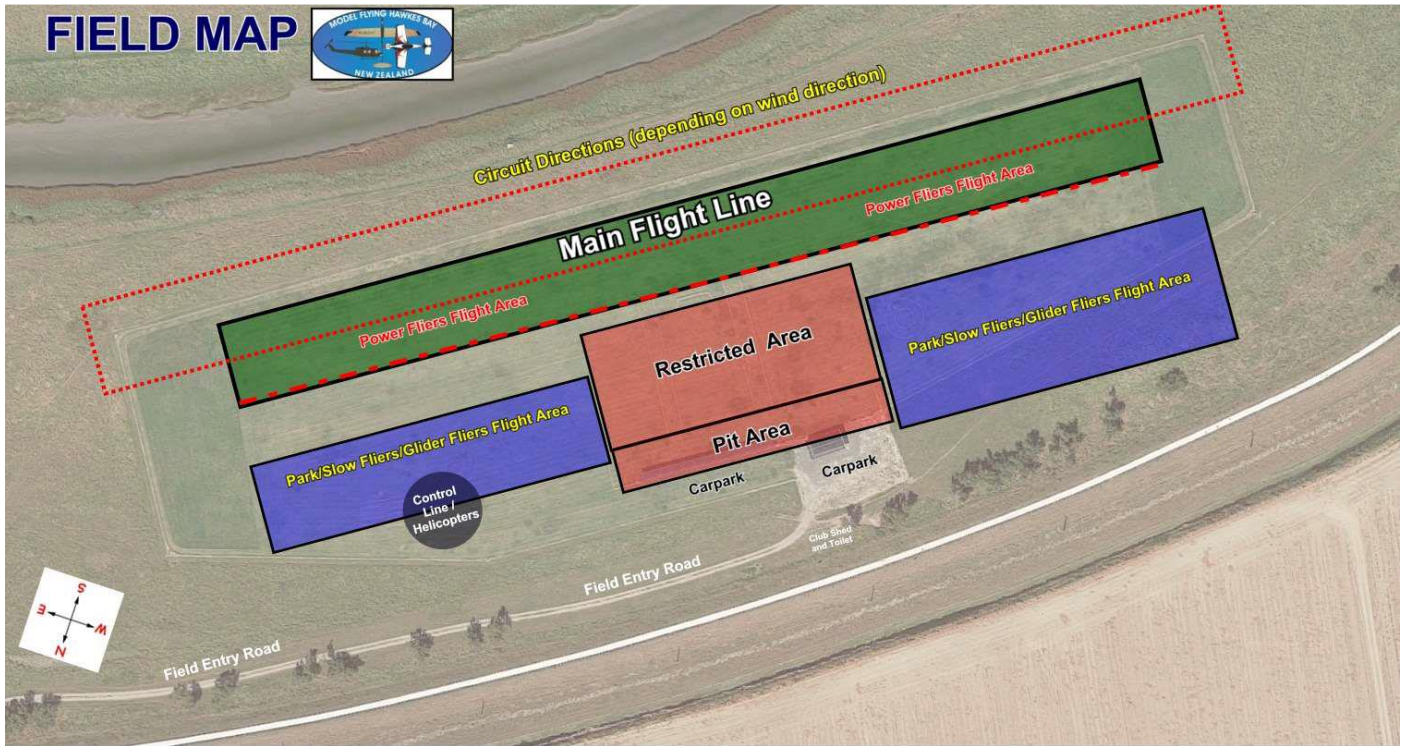 FIELD MAP
MODEL FLYING HAWKES BAY
NEW ZEALAND
Circuit Directions (depending on wind direction)
Main Flight Line
Power Fliers Flight Area
Power Fliers Flight Area
Restricted Area
Park/Slow Fliers/Glider Fliers Flight Area
Park/Slow Fliers/Glider Fliers Flight Area
Pit Area
Carpark
Carpark
Control
Line /
Helicopters
Club Shed
and Toilet
Field Entry Road
Field Entry Road
S
E
W
N